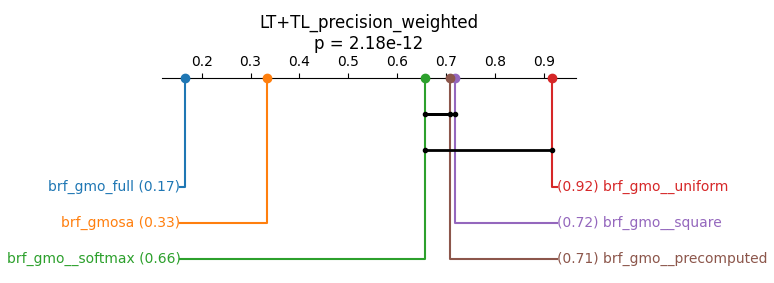 LT+TL_precision_weighted
p = 2.18e-12
0.2 0.3 0.4 0.5 0.6 0.7 0.8 0.9
brf_gmo_full (0.17) (0.92) brf_gmo__uniform
brf_gmosa (0.33) (0.72) brf_gmo__square
brf_gmo__softmax (0.66) (0.71) brf_gmo__precomputed